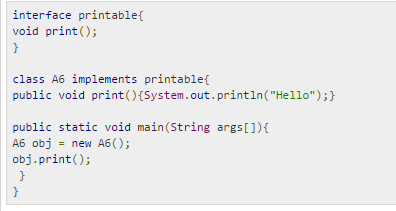 interface printable{
void print();
}
class A6 implements printable{
public void print(){System.out.println("Hello");}
public static void main(String args[]){
A6 obj = new A6();
obj.print();
}
}